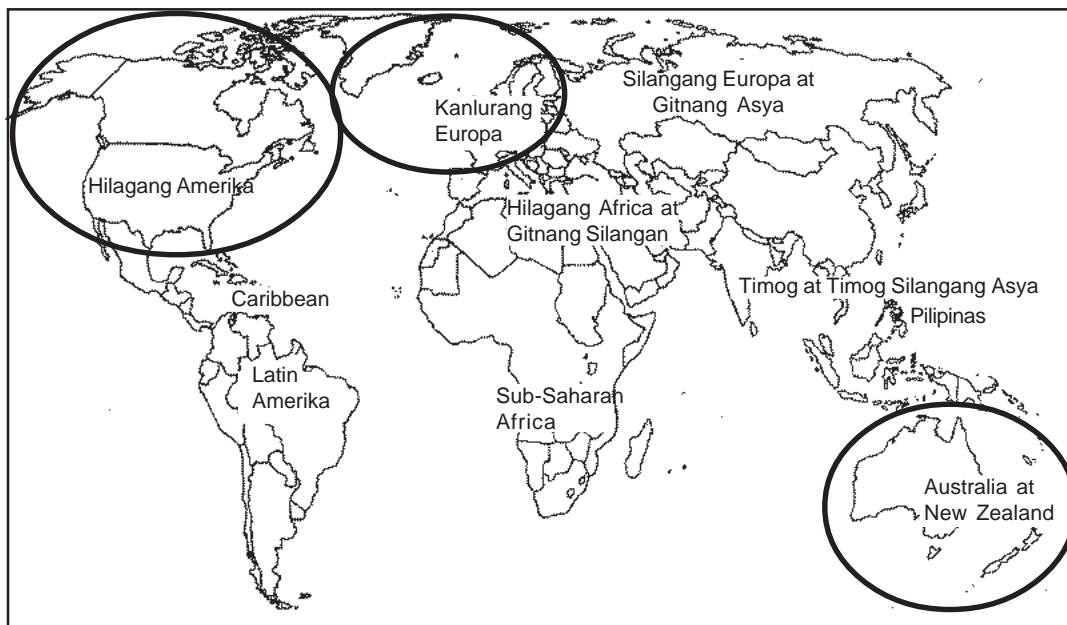 Silangang Europa at
Gitnang Asya
Kanlurang
Europa
Hilagang Amerika
Hilagang Africa at
Gitnang Silangan
Timog at Timog Silangang Asya
Caribbean
Pilipinas
Latin
Amerika
Sub-Saharan
Africa
Australia at
New Zealand